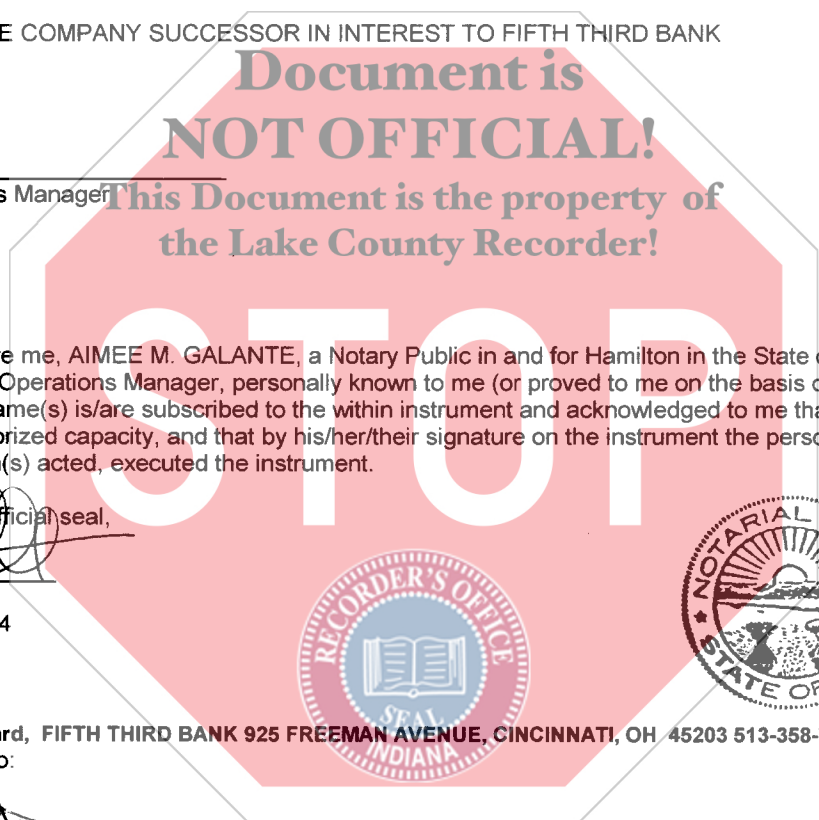 E COMPANY SUCCESSOR IN INTEREST TO FIFTH THIRD BANK
Document is
NOT OFFICIAL!
s Manager
This Document is the property of
the Lake County Recorder!
STOP
e me, AIMEE M. GALANTE, a Notary Public in and for Hamilton in the State
Operations Manager, personally known to me (or proved to me on the basis
ame(s) is/are subscribed to the within instrument and acknowledged to me tha
orized capacity, and that by his/her/their signature on the instrument the perso
(s) acted, executed the instrument.
fficial seal,
NOTARIAL
STATE OF
4
RECORDER'S OFFICE
SEAL
INDIANA
rd, FIFTH THIRD BANK 925 FREEMAN AVENUE, CINCINNATI, OH 45203 513-358-
o: